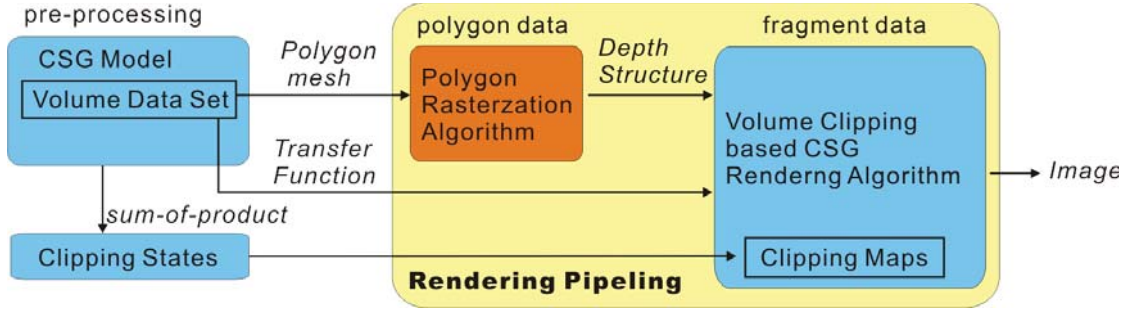 pre-processing
CSG Model
Volume Data Set
sum-of-product
Clipping States
Polygon
mesh
Transfer
Function
polygon data
Polygon
Rasterzation
Algorithm
Depth
Structure
fragment data
Volume Clipping
based CSG
Renderng Algorithm
Clipping Maps
Rendering Pipeling
Image